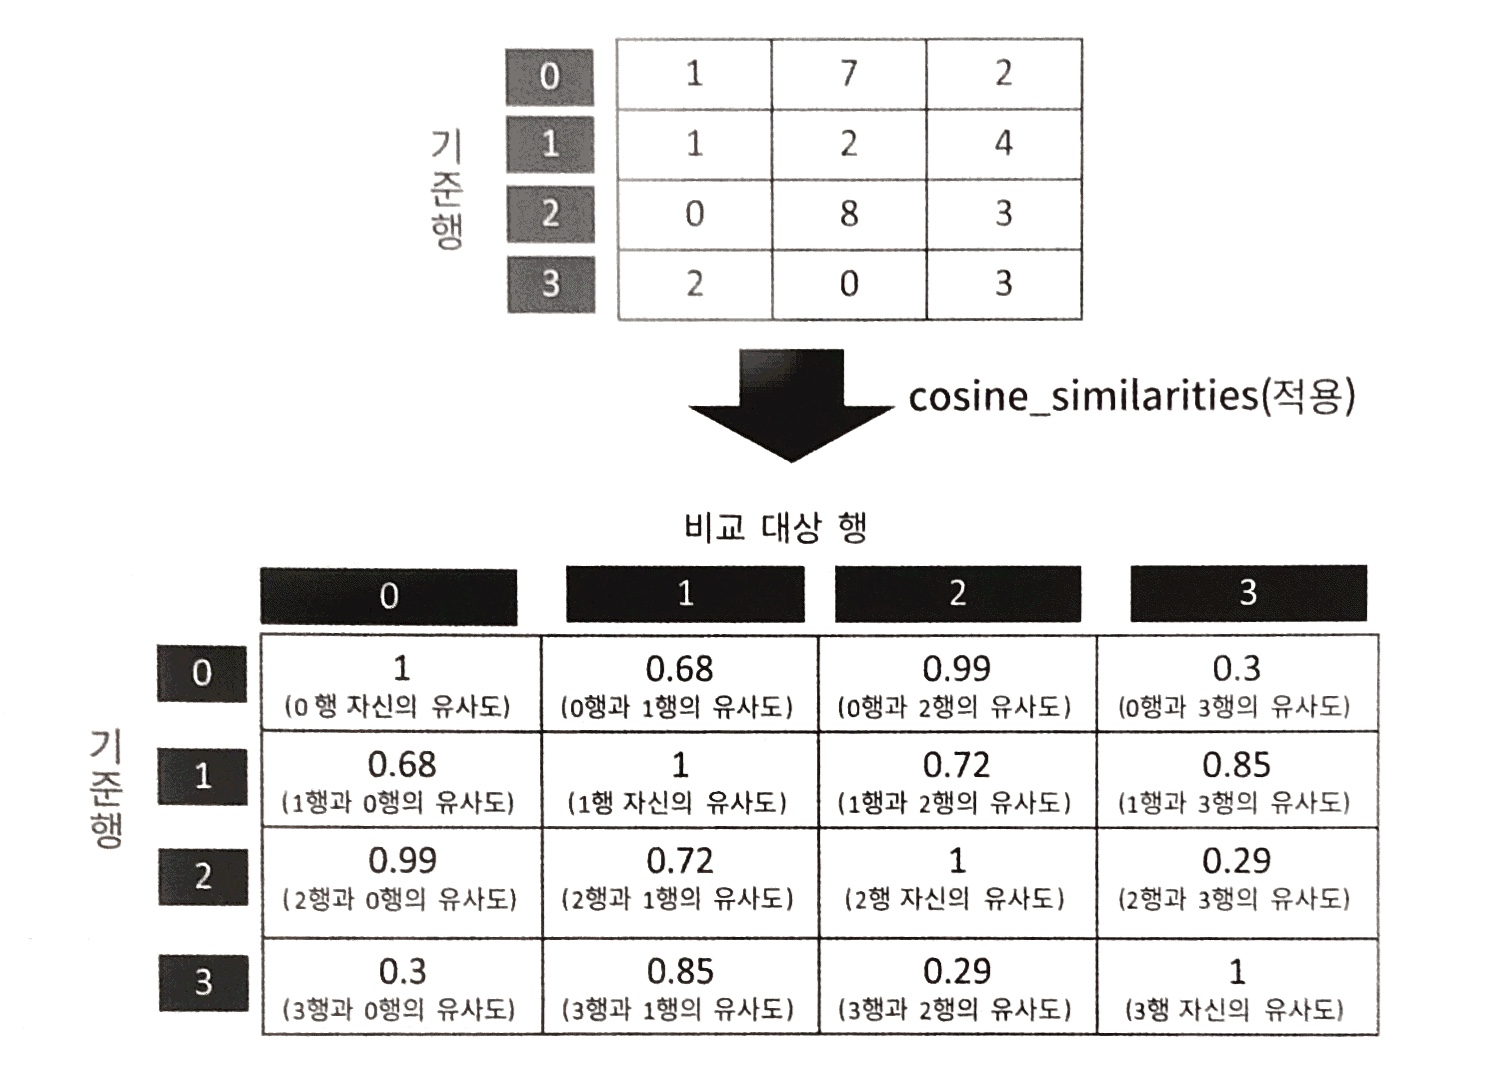 0 1 7 2
1 1 2 4
2 0 8 3
3 2 0 3
기준행
cosine_similarities(적용)
비교 대상 행
0 1 2 3
기준행
0 1 0.68 0.99 0.3
(0 행 자신의 유사도) (0행과 1행의 유사도) (0행과 2행의 유사도) (0행과 3행의 유사도)
1 0.68 1 0.72 0.85
(1행과 0행의 유사도) (1행 자신의 유사도) (1행과 2행의 유사도) (1행과 3행의 유사도)
2 0.99 0.72 1 0.29
(2행과 0행의 유사도) (2행과 1행의 유사도) (2행 자신의 유사도) (2행과 3행의 유사도)
3 0.3 0.85 0.29 1
(3행과 0행의 유사도) (3행과 1행의 유사도) (3행과 2행의 유사도) (3행 자신의 유사도)